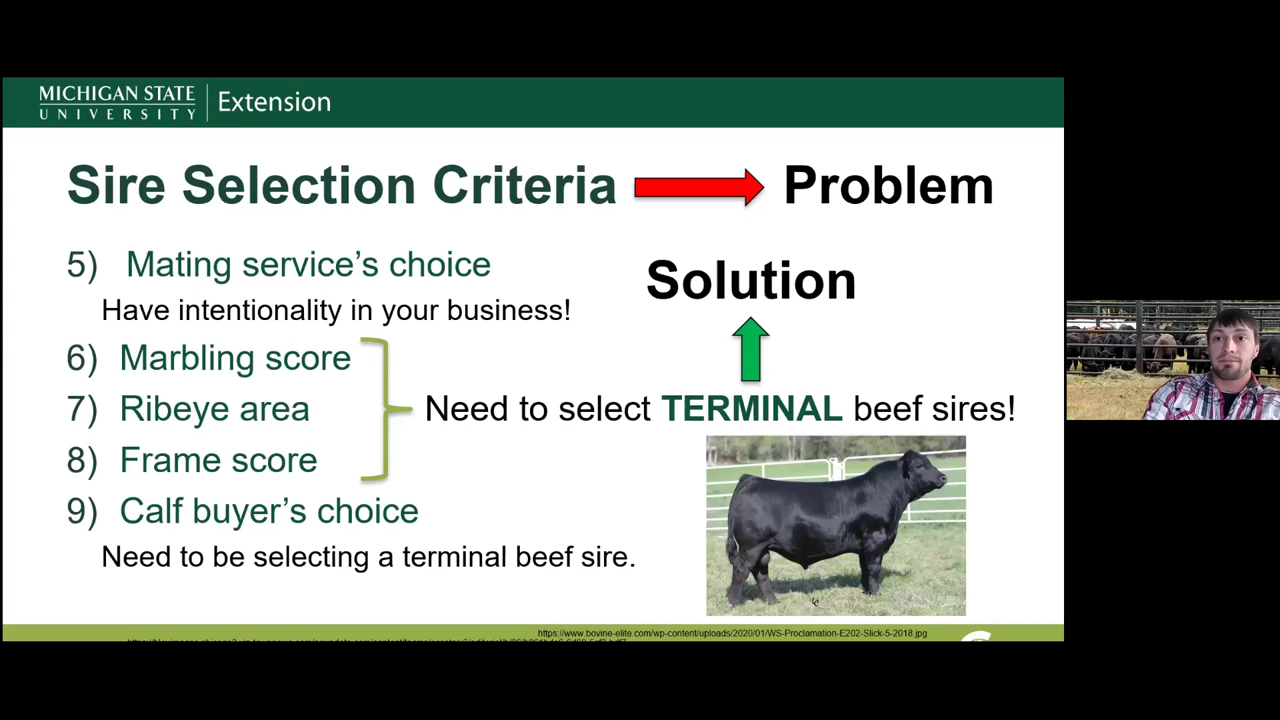 MICHIGAN STATE
UNIVERSITY
Extension
Sire Selection Criteria
Problem
5) Mating service's choice
Have intentionality in your business!
Solution
6) Marbling score
7) Ribeye area
Need to select TERMINAL beef sires!
8) Frame score
9) Calf buyer's choice
Need to be selecting a terminal beef sire.
https://www.bovine-elite.com/wp-content/uploads/2020/01/WS-Proclamation-E202-Slick-5-2018.jpg